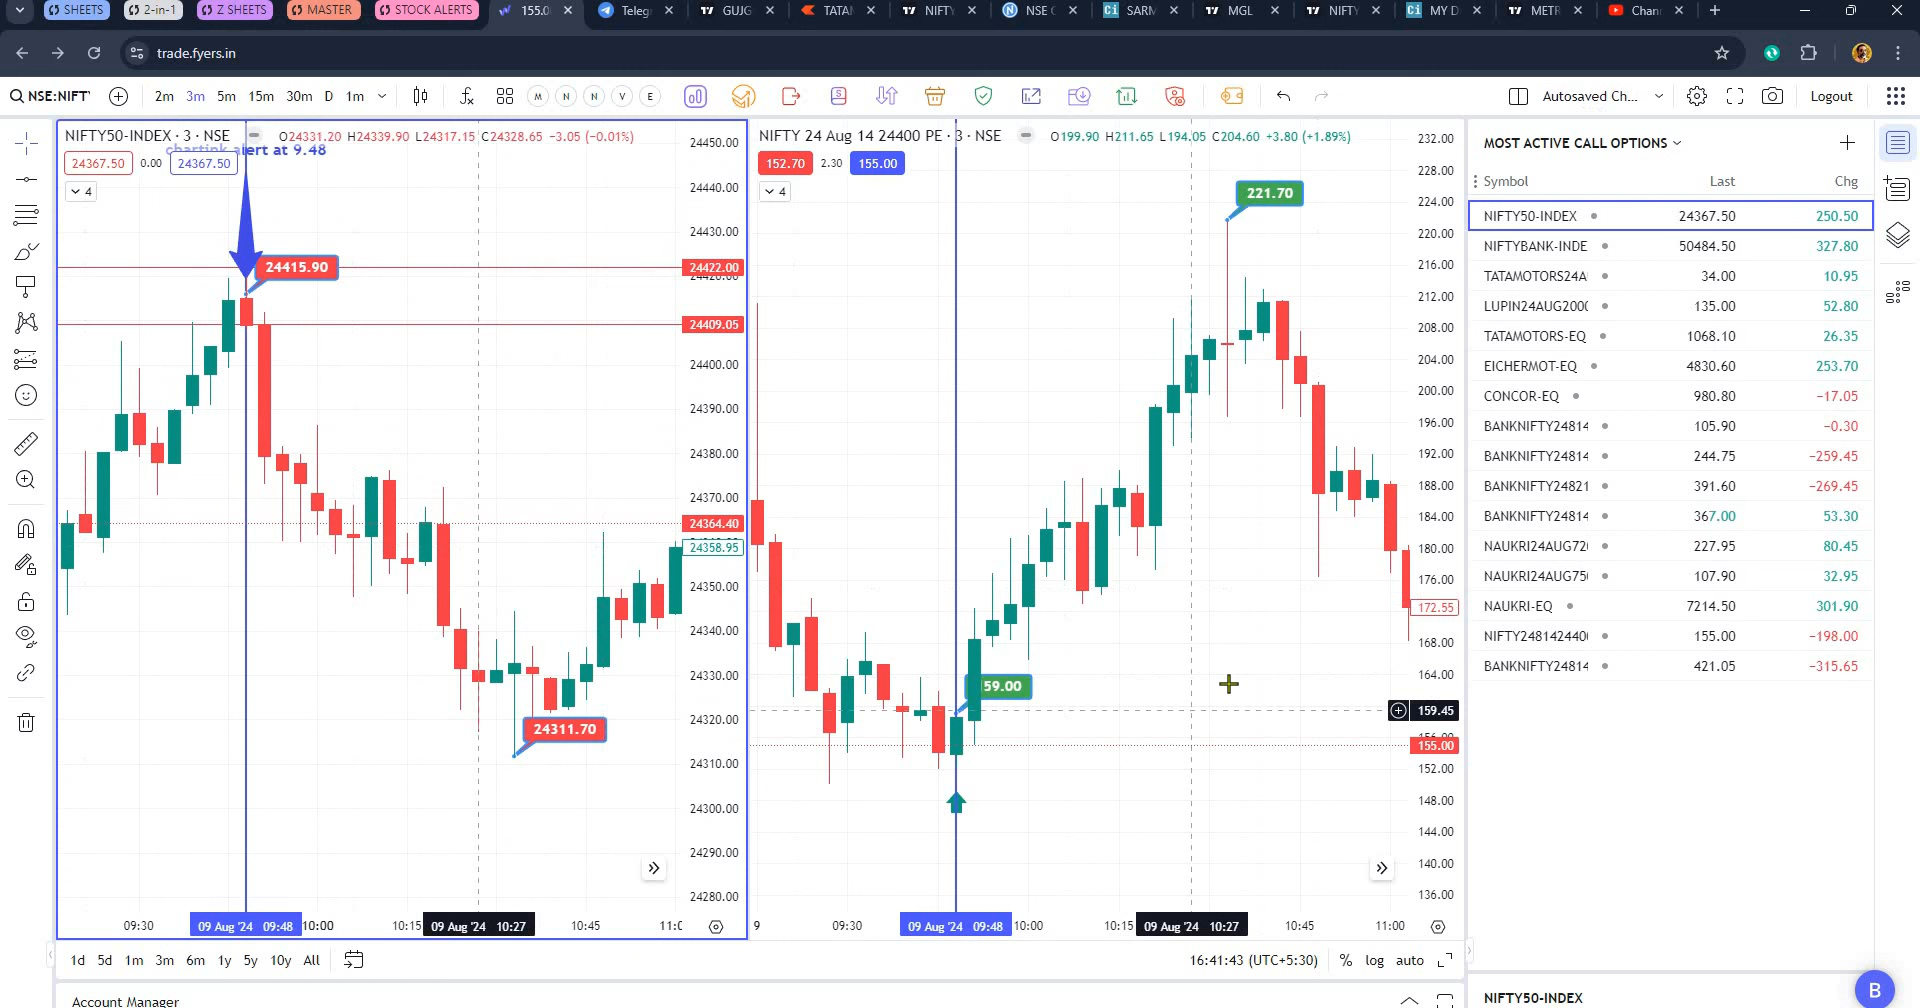 SHEETS 2-in-1 Z SHEETS MASTER STOCK ALERTS 155.0 Teleg GUJG TATA NIFTY NSE SARM MGL NIFTY MY D METR Chan
trade.fyers.in
NSE:NIFT 2m 3m 5m 15m 30m D 1m M N N V E Autosaved Ch... Logout
NIFTY50-INDEX · 3 · NSE O24331.20 H24339.90 L24317.15 C24328.65 −3.05 (−0.01%)
chartink alert at 9.48
24367.50 0.00 24367.50
4
24415.90
24311.70
24450.00
24440.00
24430.00
24422.00
24420.00
24409.05
24400.00
24390.00
24380.00
24370.00
24364.40
24358.95
24350.00
24340.00
24330.00
24320.00
24310.00
24300.00
24290.00
24280.00
09:30 09 Aug '24 09:48 10:00 10:15 09 Aug '24 10:27 10:45 11:0
NIFTY 24 Aug 14 24400 PE · 3 · NSE O199.90 H211.65 L194.05 C204.60 +3.80 (+1.89%)
152.70 2.30 155.00
4
221.70
59.00
232.00
228.00
224.00
220.00
216.00
212.00
208.00
204.00
200.00
196.00
192.00
188.00
184.00
180.00
176.00
172.55
168.00
164.00
159.45
156.00
155.00
152.00
148.00
144.00
140.00
136.00
9 09:30 09 Aug '24 09:48 10:00 10:15 09 Aug '24 10:27 10:45 11:00
1d 5d 1m 3m 6m 1y 5y 10y All 16:41:43 (UTC+5:30) % log auto
Account Manager
MOST ACTIVE CALL OPTIONS
Symbol Last Chg
NIFTY50-INDEX 24367.50 250.50
NIFTYBANK-INDE 50484.50 327.80
TATAMOTORS24A 34.00 10.95
LUPIN24AUG200 135.00 52.80
TATAMOTORS-EQ 1068.10 26.35
EICHERMOT-EQ 4830.60 253.70
CONCOR-EQ 980.80 −17.05
BANKNIFTY24814 105.90 −0.30
BANKNIFTY24814 244.75 −259.45
BANKNIFTY24821 391.60 −269.45
BANKNIFTY24814 367.00 53.30
NAUKRI24AUG72 227.95 80.45
NAUKRI24AUG75 107.90 32.95
NAUKRI-EQ 7214.50 301.90
NIFTY248142440 155.00 −198.00
BANKNIFTY24814 421.05 −315.65
NIFTY50-INDEX
B